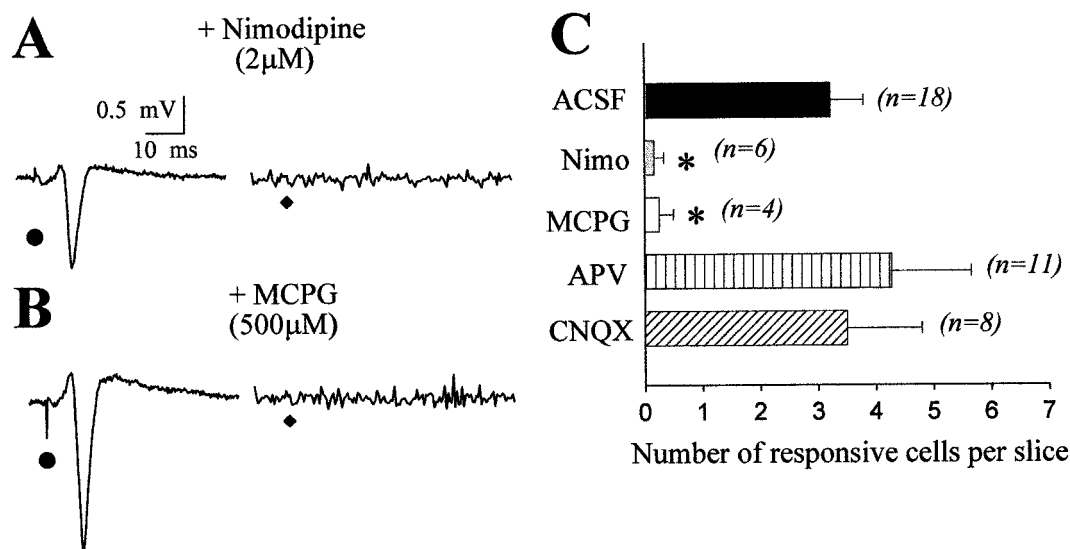 A
+ Nimodipine
(2µM)
0.5 mV
10 ms
B
+ MCPG
(500µM)
C
ACSF
(n=18)
Nimo
* (n=6)
MCPG
* (n=4)
APV
(n=11)
CNQX
(n=8)
0 1 2 3 4 5 6 7
Number of responsive cells per slice